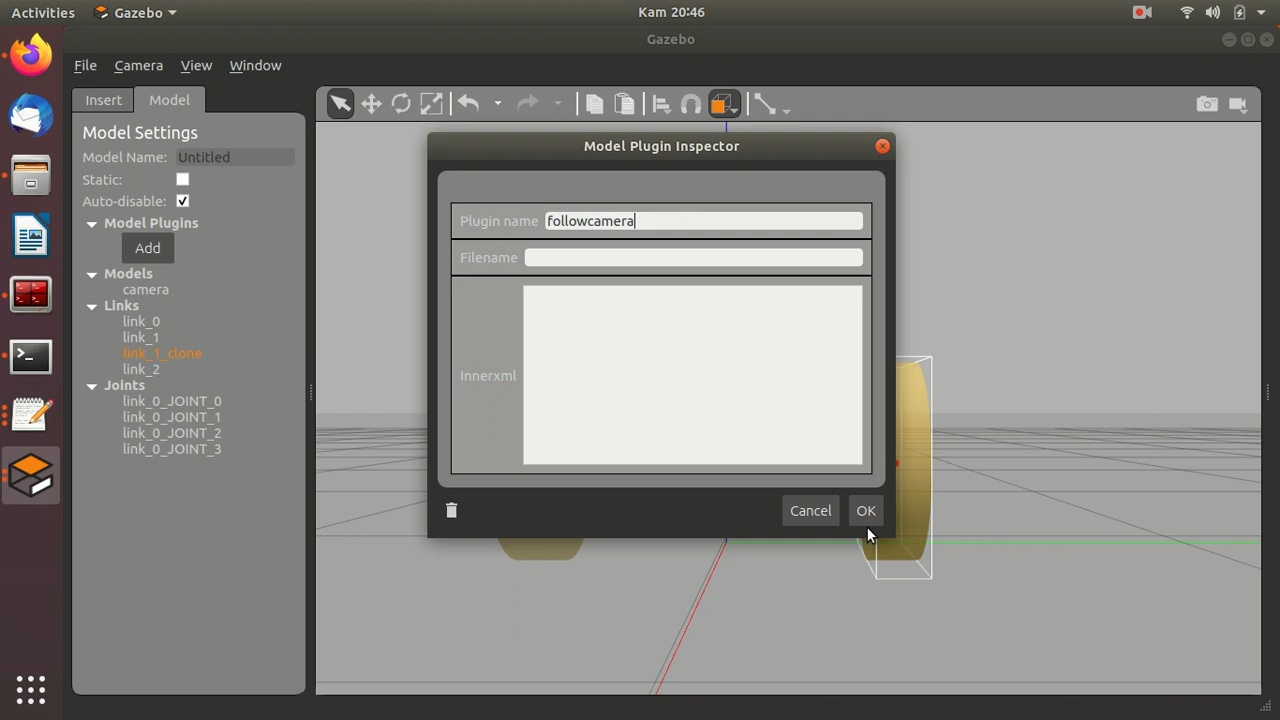 Activities
Gazebo
Kam 20:46
Gazebo
File
Camera
View
Window
Insert
Model
Model Settings
Model Name: Untitled
Static:
Auto-disable:
Model Plugins
Add
Models
camera
Links
link_0
link_1
link_1_clone
link_2
Joints
link_0_JOINT_0
link_0_JOINT_1
link_0_JOINT_2
link_0_JOINT_3
Model Plugin Inspector
Plugin name followcamera
Filename
Innerxml
Cancel
OK